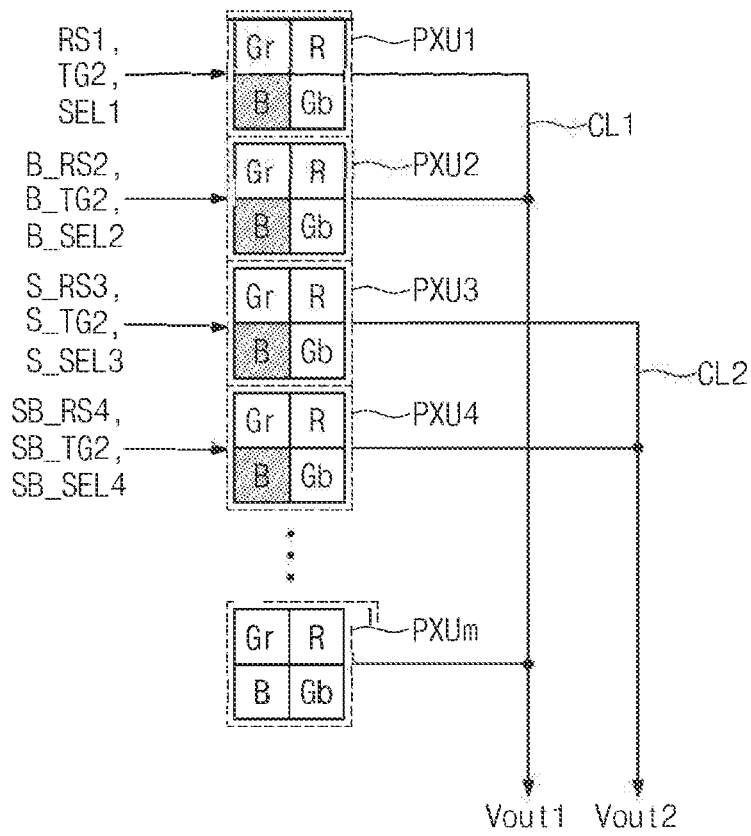 RS1,
TG2,
SEL1
Gr R
B Gb
PXU1
CL1
B_RS2,
B_TG2,
B_SEL2
Gr R
B Gb
PXU2
S_RS3,
S_TG2,
S_SEL3
Gr R
B Gb
PXU3
CL2
SB_RS4,
SB_TG2,
SB_SEL4
Gr R
B Gb
PXU4
Gr R
B Gb
PXUm
Vout1 Vout2